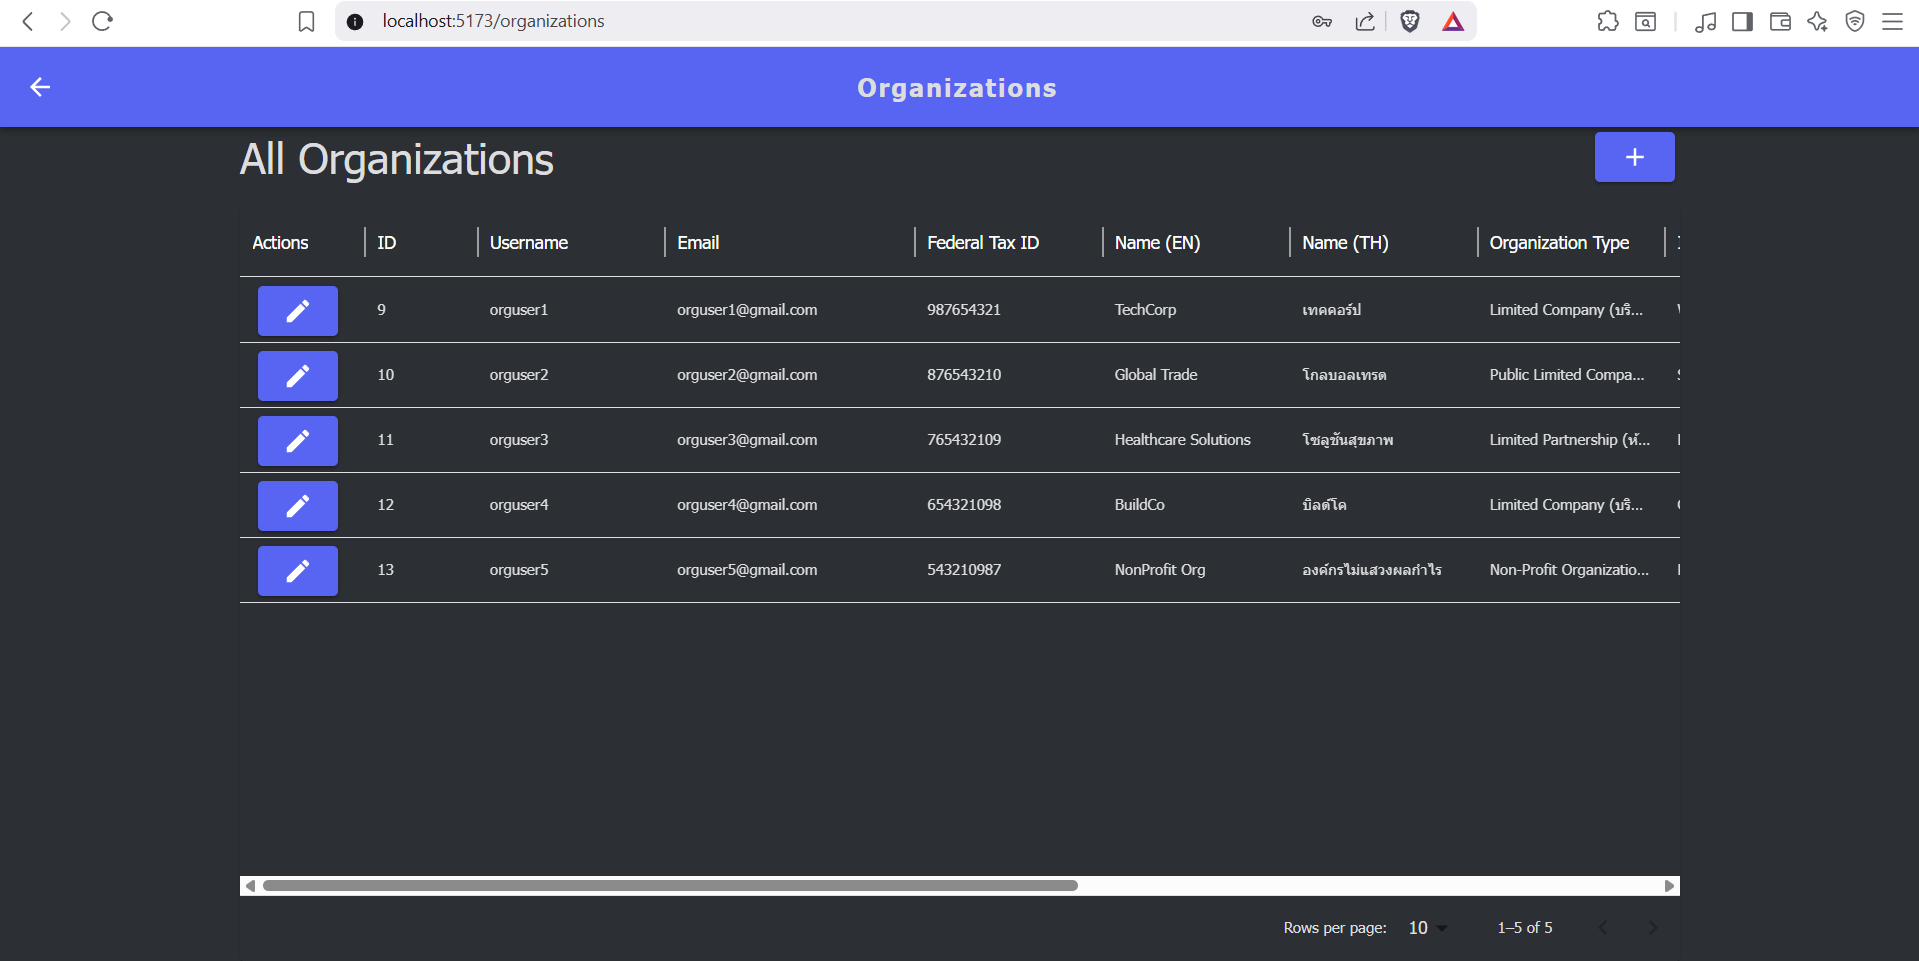 localhost:5173/organizations
Organizations
All Organizations
Actions ID Username Email Federal Tax ID Name (EN) Name (TH) Organization Type
9 orguser1 orguser1@gmail.com 987654321 TechCorp เทคคอร์ป Limited Company (บริ...
10 orguser2 orguser2@gmail.com 876543210 Global Trade โกลบอลเทรด Public Limited Compa...
11 orguser3 orguser3@gmail.com 765432109 Healthcare Solutions โซลูชันสุขภาพ Limited Partnership (ห้...
12 orguser4 orguser4@gmail.com 654321098 BuildCo บิลด์โค Limited Company (บริ...
13 orguser5 orguser5@gmail.com 543210987 NonProfit Org องค์กรไม่แสวงผลกำไร Non-Profit Organizatio...
Rows per page: 10 1–5 of 5